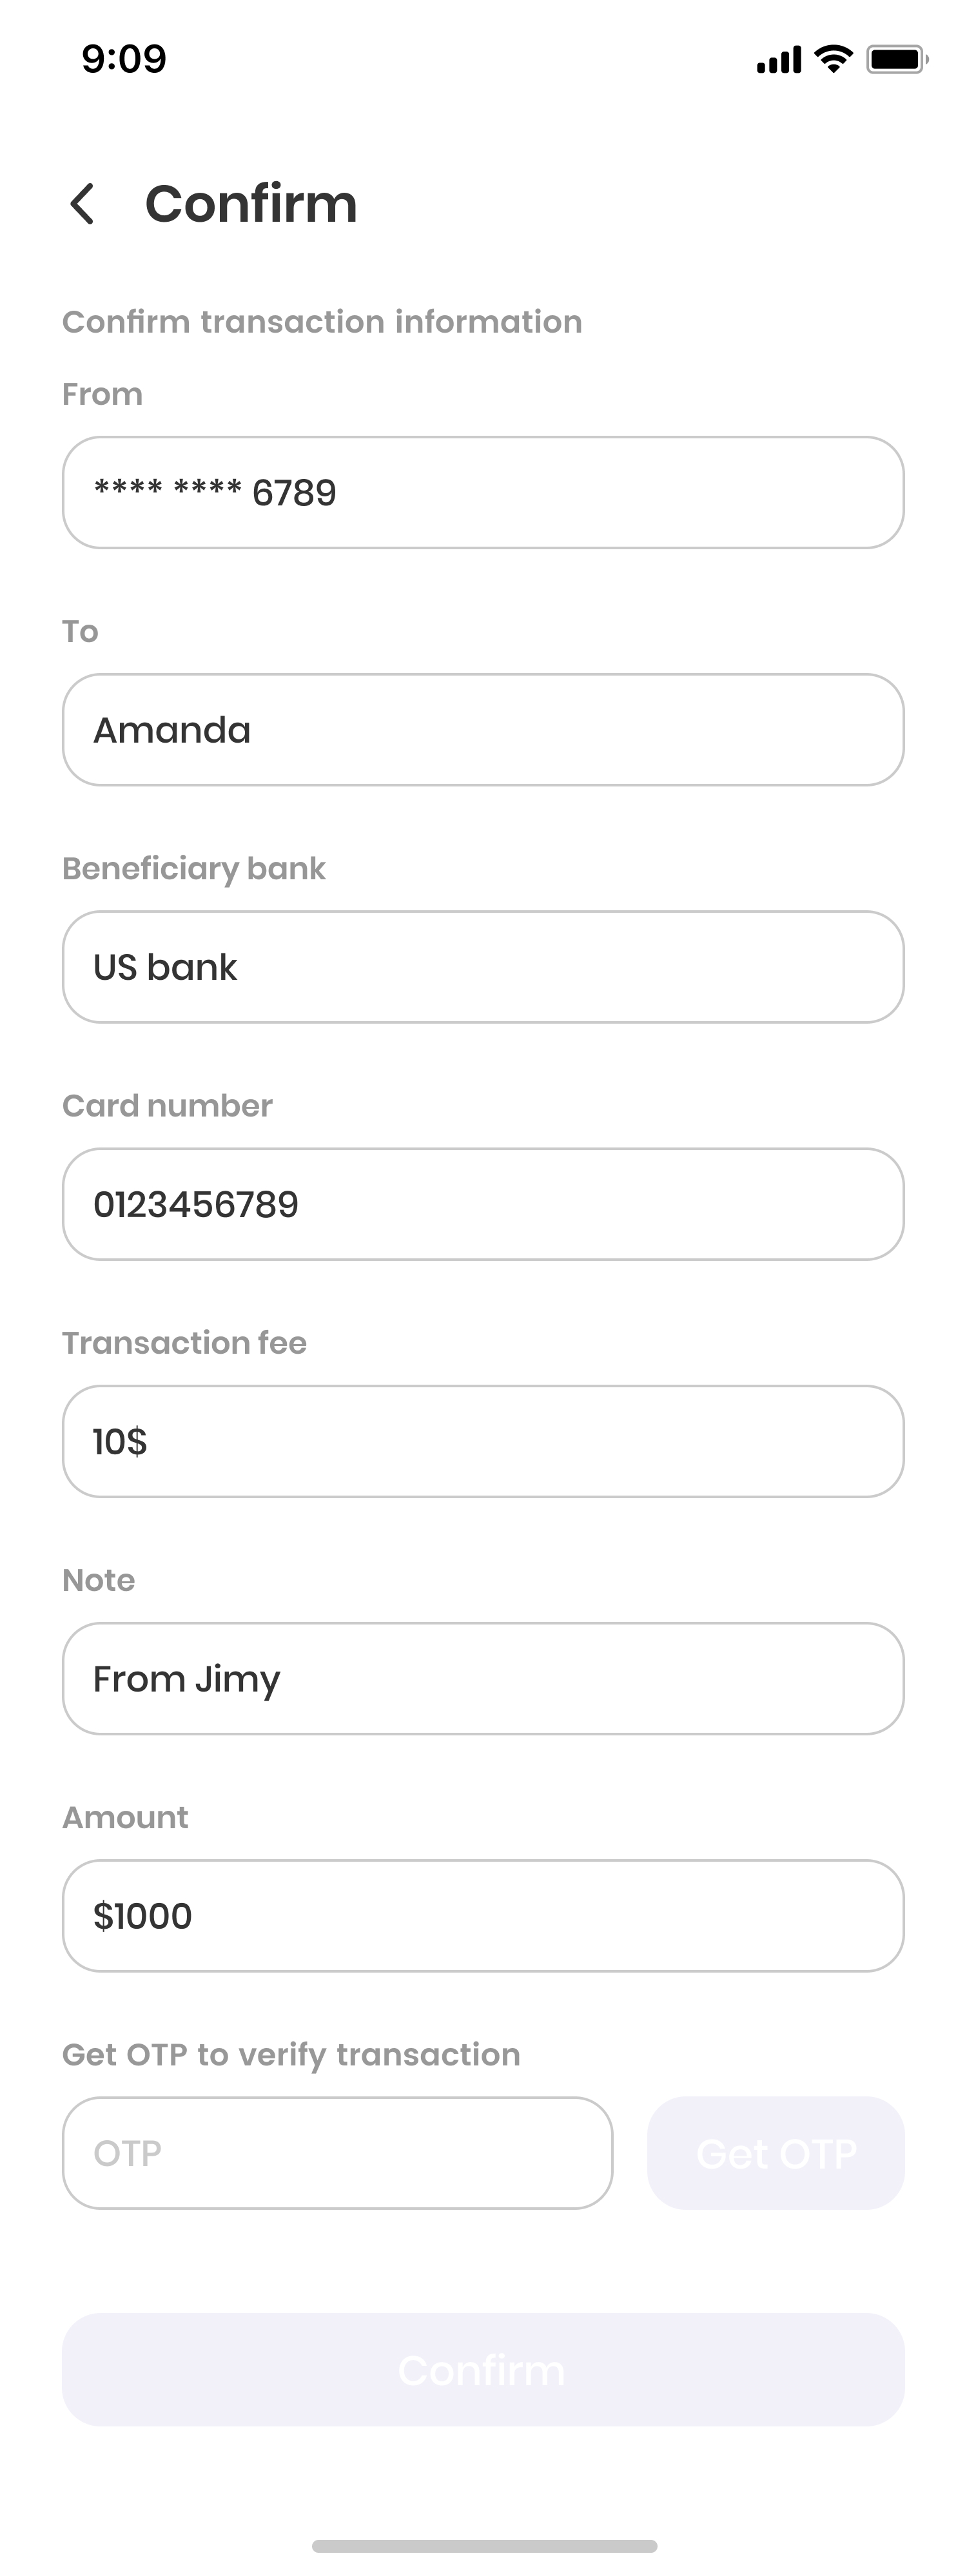 9:09
Confirm
Confirm transaction information
From
**** **** 6789
To
Amanda
Beneficiary bank
US bank
Card number
0123456789
Transaction fee
10$
Note
From Jimy
Amount
$1000
Get OTP to verify transaction
OTP
Get OTP
Confirm